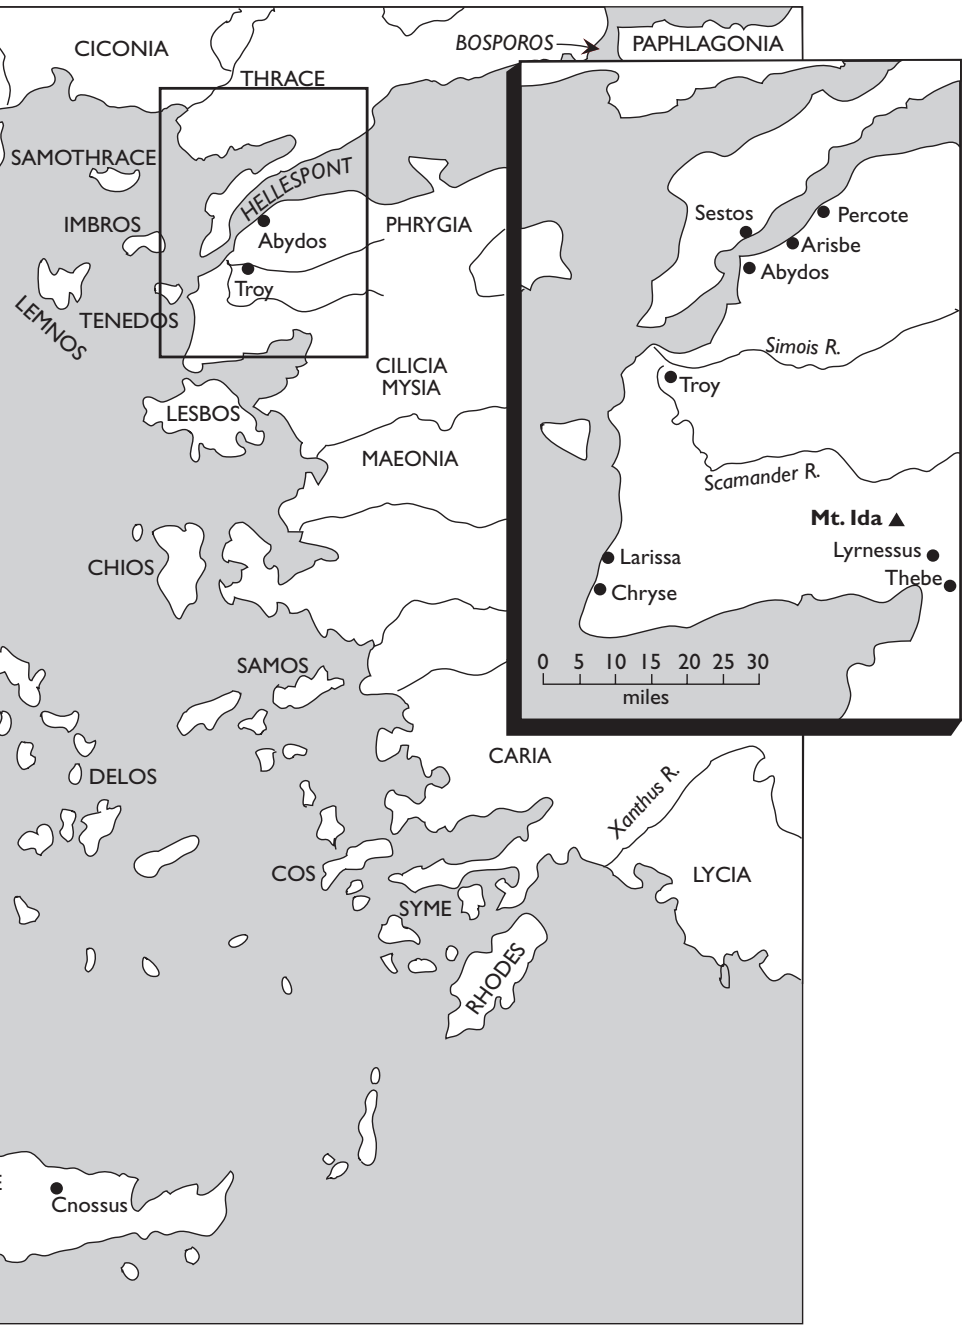 CICONIA
BOSPOROS
PAPHLAGONIA
THRACE
SAMOTHRACE
HELLESPONT
IMBROS
Abydos
PHRYGIA
Troy
LEMNOS
TENEDOS
CILICIA
MYSIA
LESBOS
MAEONIA
CHIOS
SAMOS
DELOS
CARIA
Xanthus R.
COS
LYCIA
SYME
RHODES
E
Cnossus
Sestos
Percote
Arisbe
Abydos
Simois R.
Troy
Scamander R.
Mt. Ida
Lyrnessus
Larissa
Thebe
Chryse
0 5 10 15 20 25 30
miles